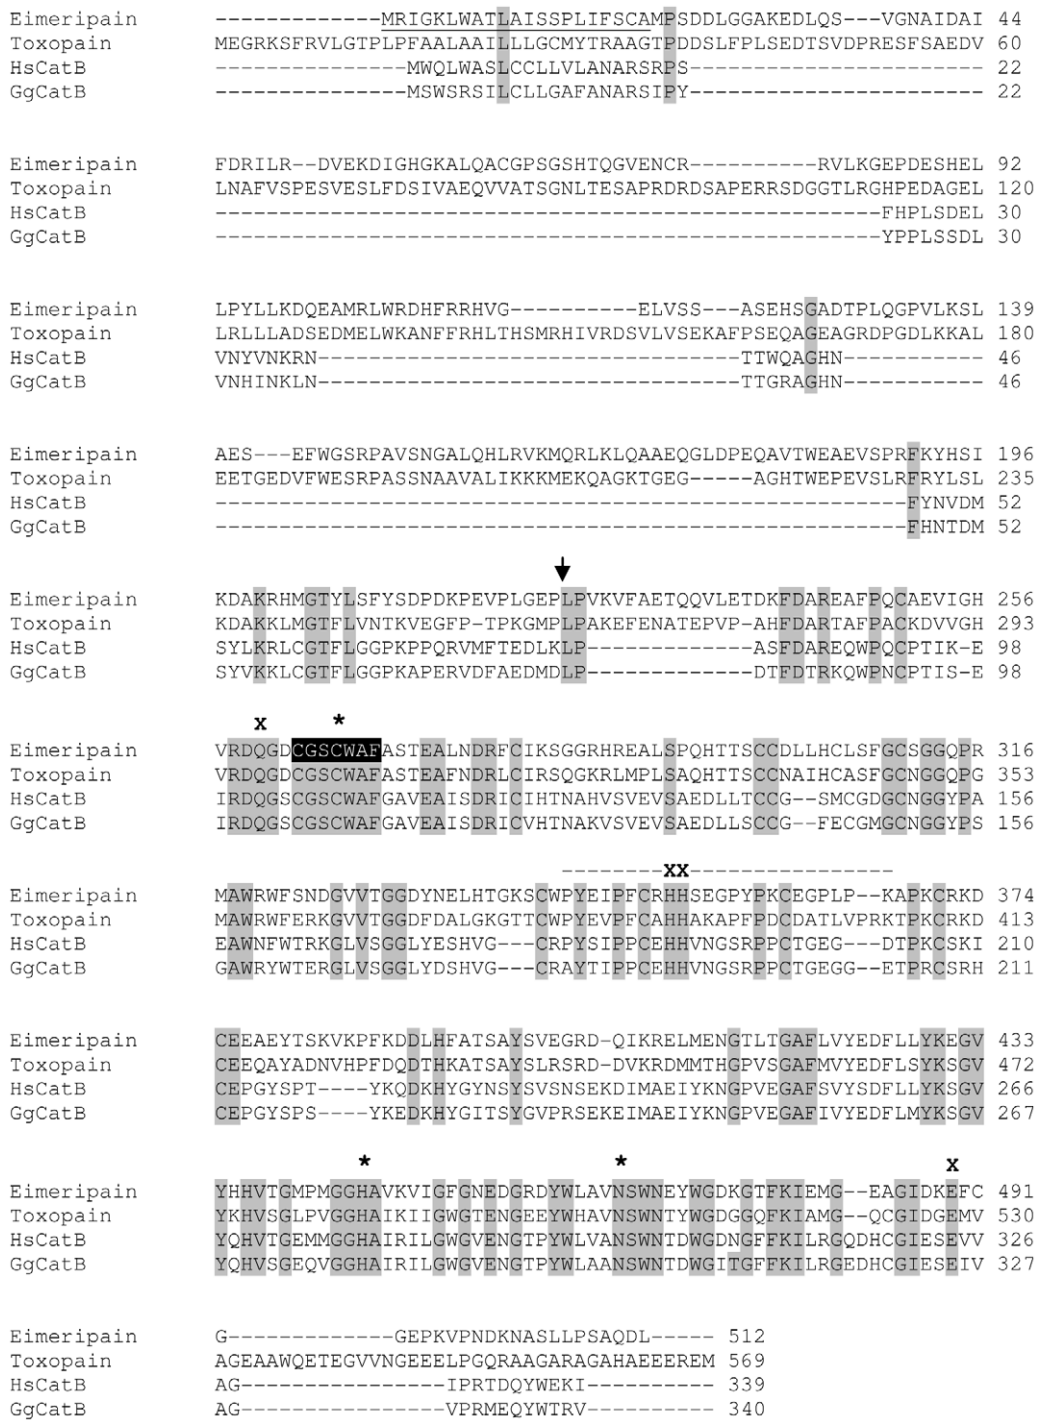 Eimeripain -------------MRIGKLWATLAISSPLIFSCAMPSDDLGGAKEDLQS---VGNAIDAI 44
Toxopain MEGRKSFRVLGTPLPFAALAAILLLGCMYTRAAGTPDDSLFPLSEDTSVDPRESFSAEDV 60
HsCatB ---------------MWQLWASLCCLLVLANARSRPS----------------------- 22
GgCatB ---------------MSWSRSILCLLGAFANARSIPY----------------------- 22
Eimeripain FDRILR--DVEKDIGHGKALQACGPSGSHTQGVENCR----------RVLKGEPDESHEL 92
Toxopain LNAFVSPESVESLFDSIVAEQVVATSGNLTESAPRDRDSAPERRSDGGTLRGHPEDAGEL 120
HsCatB ----------------------------------------------------FHPLSDEL 30
GgCatB ----------------------------------------------------YPPLSSDL 30
Eimeripain LPYLLKDQEAMRLWRDHFRRHVG----------ELVSS---ASEHSGADTPLQGPVLKSL 139
Toxopain LRLLLADSEDMELWKANFFRHLTHSMRHIVRDSVLVSEKAFPSEQAGEAGRDPGDLKKAL 180
HsCatB VNYVNKRN---------------------------------TTWQAGHN----------- 46
GgCatB VNHINKLN---------------------------------TTGRAGHN----------- 46
Eimeripain AES---EFWGSRPAVSNGALQHLRVKMQRLKLQAAEQGLDPEQAVTWEAEVSPRFKYHSI 196
Toxopain EETGEDVFWESRPASSNAAVALIKKKMEKQAGKTGEG-----AGHTWEPEVSLRFRYLSL 235
HsCatB ------------------------------------------------------FYNVDM 52
GgCatB ------------------------------------------------------FHNTDM 52
Eimeripain KDAKRHMGTYLSFYSDPDKPEVPLGEPLPVKVFAETQQVLETDKFDAREAFPQCAEVIGH 256
Toxopain KDAKKLMGTFLVNTKVEGFP-TPKGMPLPAKEFENATEPVP-AHFDARTAFPACKDVVGH 293
HsCatB SYLKRLCGTFLGGPKPPQRVMFTEDLKLP-------------ASFDAREQWPQCPTIK-E 98
GgCatB SYVKKLCGTFLGGPKAPERVDFAEDMDLP-------------DTFDTRKQWPNCPTIS-E 98
x *
Eimeripain VRDQGDCGSCWAFASTEALNDRFCIKSGGRHREALSPQHTTSCCDLLHCLSFGCSGGQPR 316
Toxopain VRDQGDCGSCWAFASTEAFNDRLCIRSQGKRLMPLSAQHTTSCCNAIHCASFGCNGGQPG 353
HsCatB IRDQGSCGSCWAFGAVEAISDRICIHTNAHVSVEVSAEDLLTCCG--SMCGDGCNGGYPA 156
GgCatB IRDQGSCGSCWAFGAVEAISDRICVHTNAKVSVEVSAEDLLSCCG--FECGMGCNGGYPS 156
--------XX----------------
Eimeripain MAWRWFSNDGVVTGGDYNELHTGKSCWPYEIPFCRHHSEGPYPKCEGPLP--KAPKCRKD 374
Toxopain MAWRWFERKGVVTGGDFDALGKGTTCWPYEVPFCAHHAKAPFPDCDATLVPRKTPKCRKD 413
HsCatB EAWNFWTRKGLVSGGLYESHVG---CRPYSIPPCEHHVNGSRPPCTGEG--DTPKCSKI 210
GgCatB GAWRYWTERGLVSGGLYDSHVG---CRAYTIPPCEHHVNGSRPPCTGEGG--ETPRCSRH 211
Eimeripain CEEAEYTSKVKPFKDDLHFATSAYSVEGRD-QIKRELMENGTLTGAFLVYEDFLLYKEGV 433
Toxopain CEEQAYADNVHPFDQDTHKATSAYSLRSRD-DVKRDMMTHGPVSGAFMVYEDFLSYKSGV 472
HsCatB CEPGYSPT----YKQDKHYGYNSYSVSNSEKDIMAEIYKNGPVEGAFSVYSDFLLYKSGV 266
GgCatB CEPGYSPS----YKEDKHYGITSYGVPRSEKEIMAEIYKNGPVEGAFIVYEDFLMYKSGV 267
* * x
Eimeripain YHHVTGMPMGGHAVKVIGFGNEDGRDYWLAVNSWNEYWGDKGTFKIEMG--EAGIDKEFC 491
Toxopain YKHVSGLPVGGHAIKIIGWGTENGEEYWHAVNSWNTYWGDGGQFKIAMG--QCGIDGEMV 530
HsCatB YQHVTGEMMGGHAIRILGWGVENGTPYWLVANSWNTDWGDNGFFKILRGQDHCGIESEVV 326
GgCatB YQHVSGEQVGGHAIRILGWGVENGTPYWLAANSWNTDWGITGFFKILRGEDHCGIESEIV 327
Eimeripain G-------------GEPKVPNDKNASLLPSAQDL----- 512
Toxopain AGEAAWQETEGVVNGEEELPGQRAAGARAGAHAEEEREM 569
HsCatB AG----------------IPRTDQYWEKI---------- 339
GgCatB AG----------------VPRMEQYWTRV---------- 340